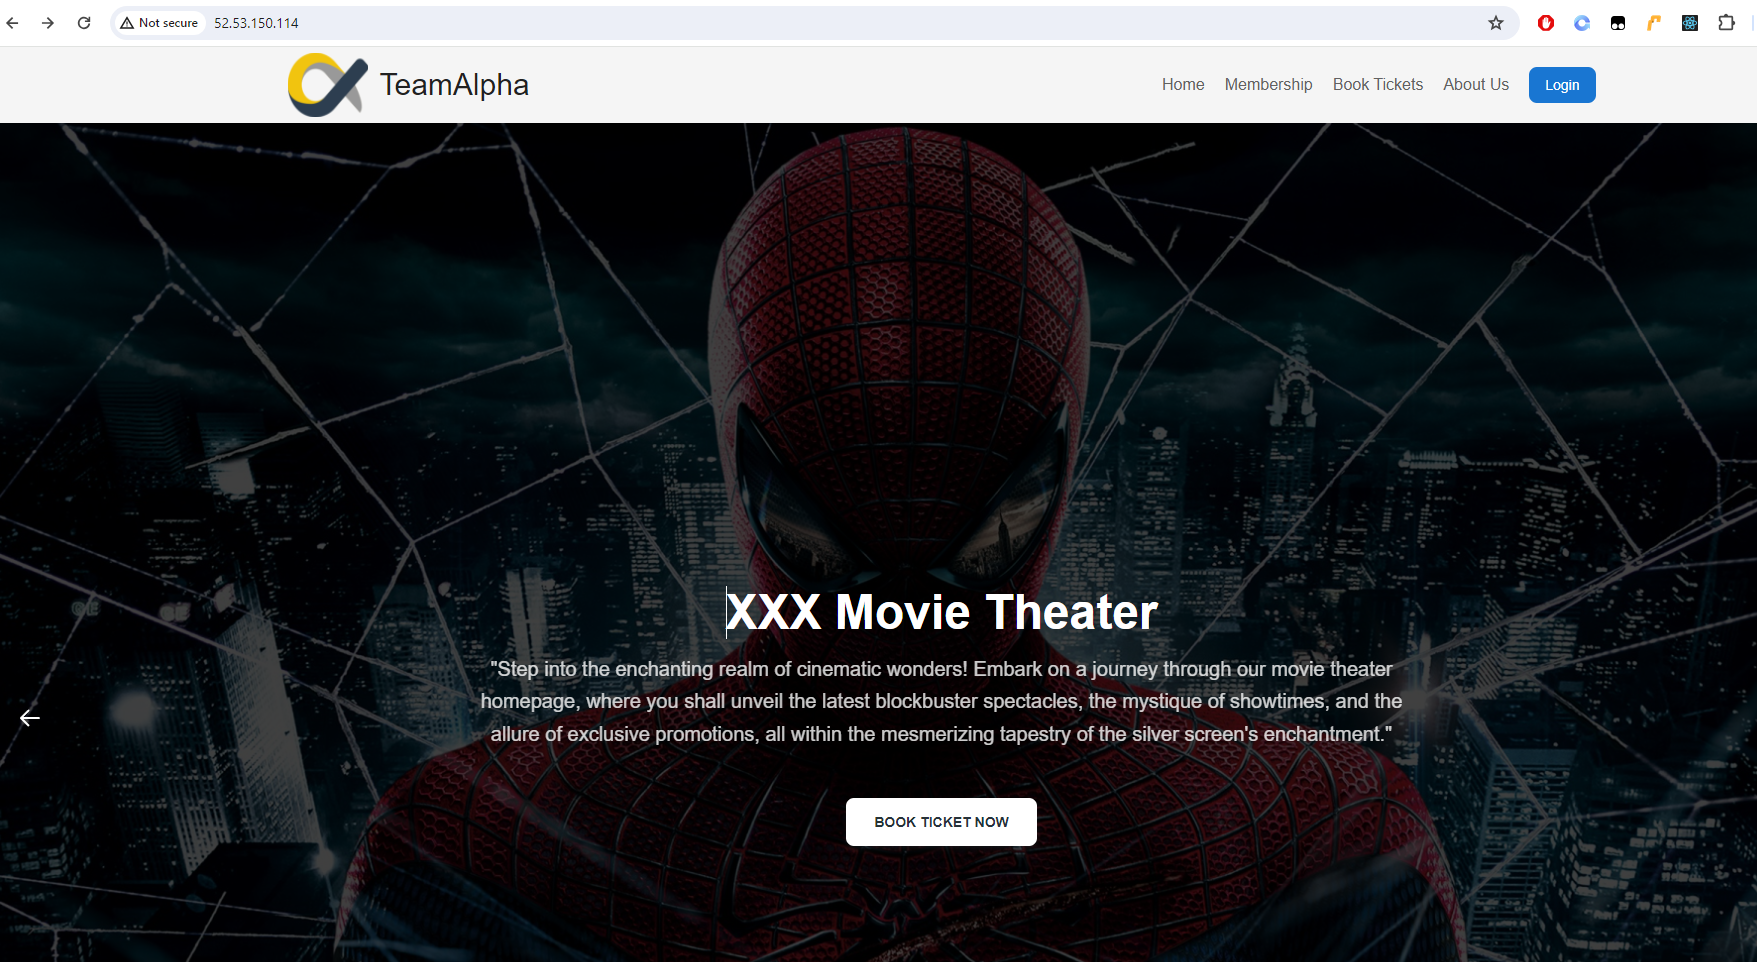 Not secure
52.53.150.114
TeamAlpha
Home
Membership
Book Tickets
About Us
Login
XXX Movie Theater
"Step into the enchanting realm of cinematic wonders! Embark on a journey through our movie theater
homepage, where you shall unveil the latest blockbuster spectacles, the mystique of showtimes, and the
allure of exclusive promotions, all within the mesmerizing tapestry of the silver screen's enchantment."
BOOK TICKET NOW